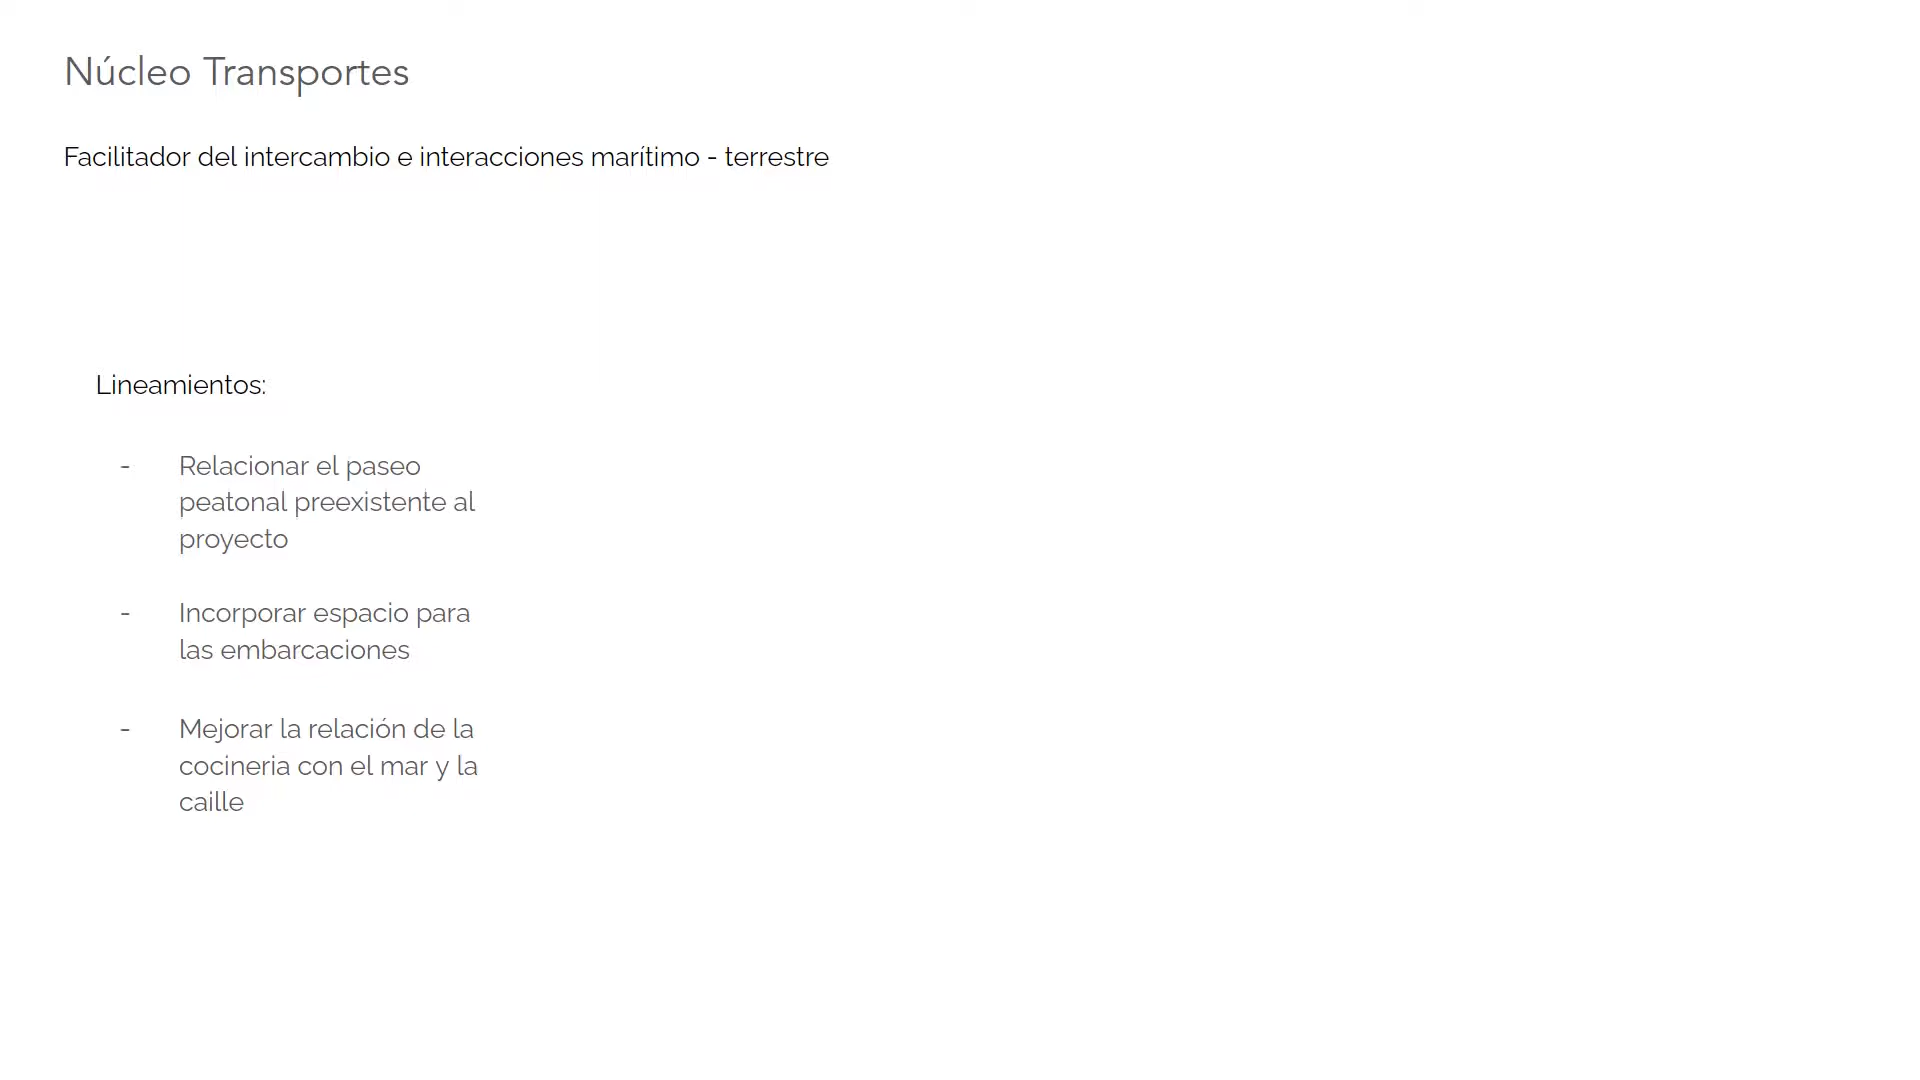 Núcleo Transportes
Facilitador del intercambio e interacciones marítimo - terrestre
Lineamientos:
- Relacionar el paseo
peatonal preexistente al
proyecto
- Incorporar espacio para
las embarcaciones
- Mejorar la relación de la
cocineria con el mar y la
caille